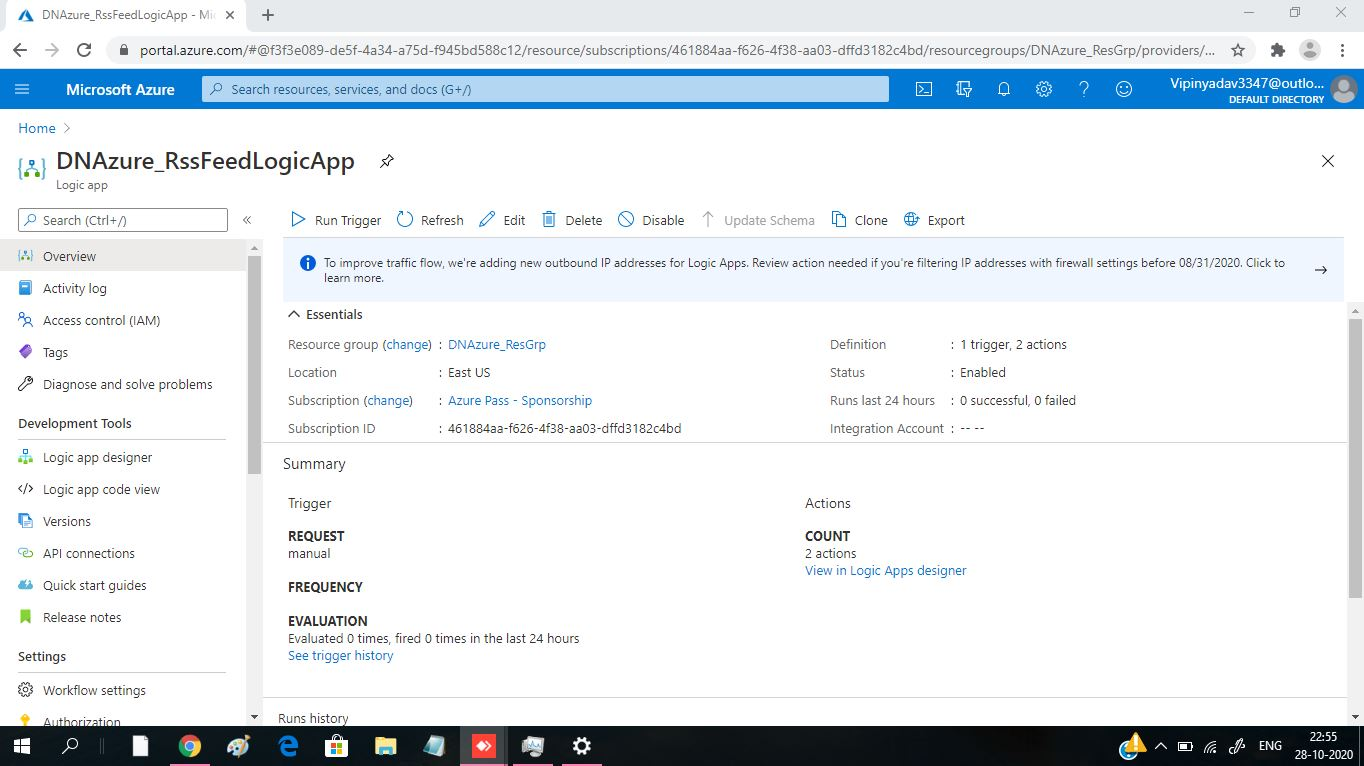 DNAzure_RssFeedLogicApp - Mi
portal.azure.com/#@f3f3e089-de5f-4a34-a75d-f945bd588c12/resource/subscriptions/461884aa-f626-4f38-aa03-dffd3182c4bd/resourcegroups/DNAzure_ResGrp/providers/...
Microsoft Azure
Search resources, services, and docs (G+/)
Vipinyadav3347@outlo...
DEFAULT DIRECTORY
Home
DNAzure_RssFeedLogicApp
Logic app
Search (Ctrl+/)
Run Trigger Refresh Edit Delete Disable Update Schema Clone Export
Overview
Activity log
Access control (IAM)
Tags
Diagnose and solve problems
Development Tools
Logic app designer
Logic app code view
Versions
API connections
Quick start guides
Release notes
Settings
Workflow settings
Authorization
To improve traffic flow, we're adding new outbound IP addresses for Logic Apps. Review action needed if you're filtering IP addresses with firewall settings before 08/31/2020. Click to
learn more.
Essentials
Resource group (change) : DNAzure_ResGrp
Location : East US
Subscription (change) : Azure Pass - Sponsorship
Subscription ID : 461884aa-f626-4f38-aa03-dffd3182c4bd
Definition : 1 trigger, 2 actions
Status : Enabled
Runs last 24 hours : 0 successful, 0 failed
Integration Account : -- --
Summary
Trigger
REQUEST
manual
FREQUENCY
EVALUATION
Evaluated 0 times, fired 0 times in the last 24 hours
See trigger history
Actions
COUNT
2 actions
View in Logic Apps designer
Runs history
ENG
22:55
28-10-2020